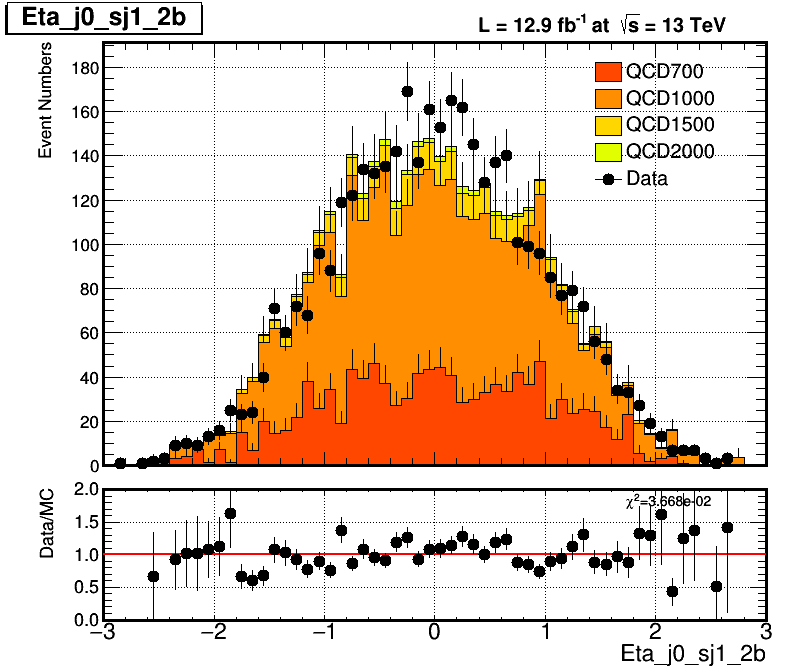 Eta_j0_sj1_2b
L = 12.9 fb⁻¹ at √s = 13 TeV
Event Numbers
180
160
140
120
100
80
60
40
20
0
QCD700
QCD1000
QCD1500
QCD2000
Data
Data/MC
2.0
1.5
1.0
0.5
0.0
χ²=3.668e-02
−3 −2 −1 0 1 2 3
Eta_j0_sj1_2b